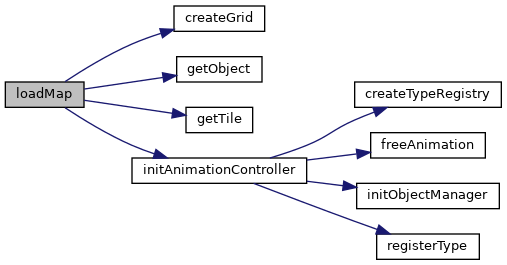 createGrid
getObject
loadMap
getTile
initAnimationController
createTypeRegistry
freeAnimation
initObjectManager
registerType